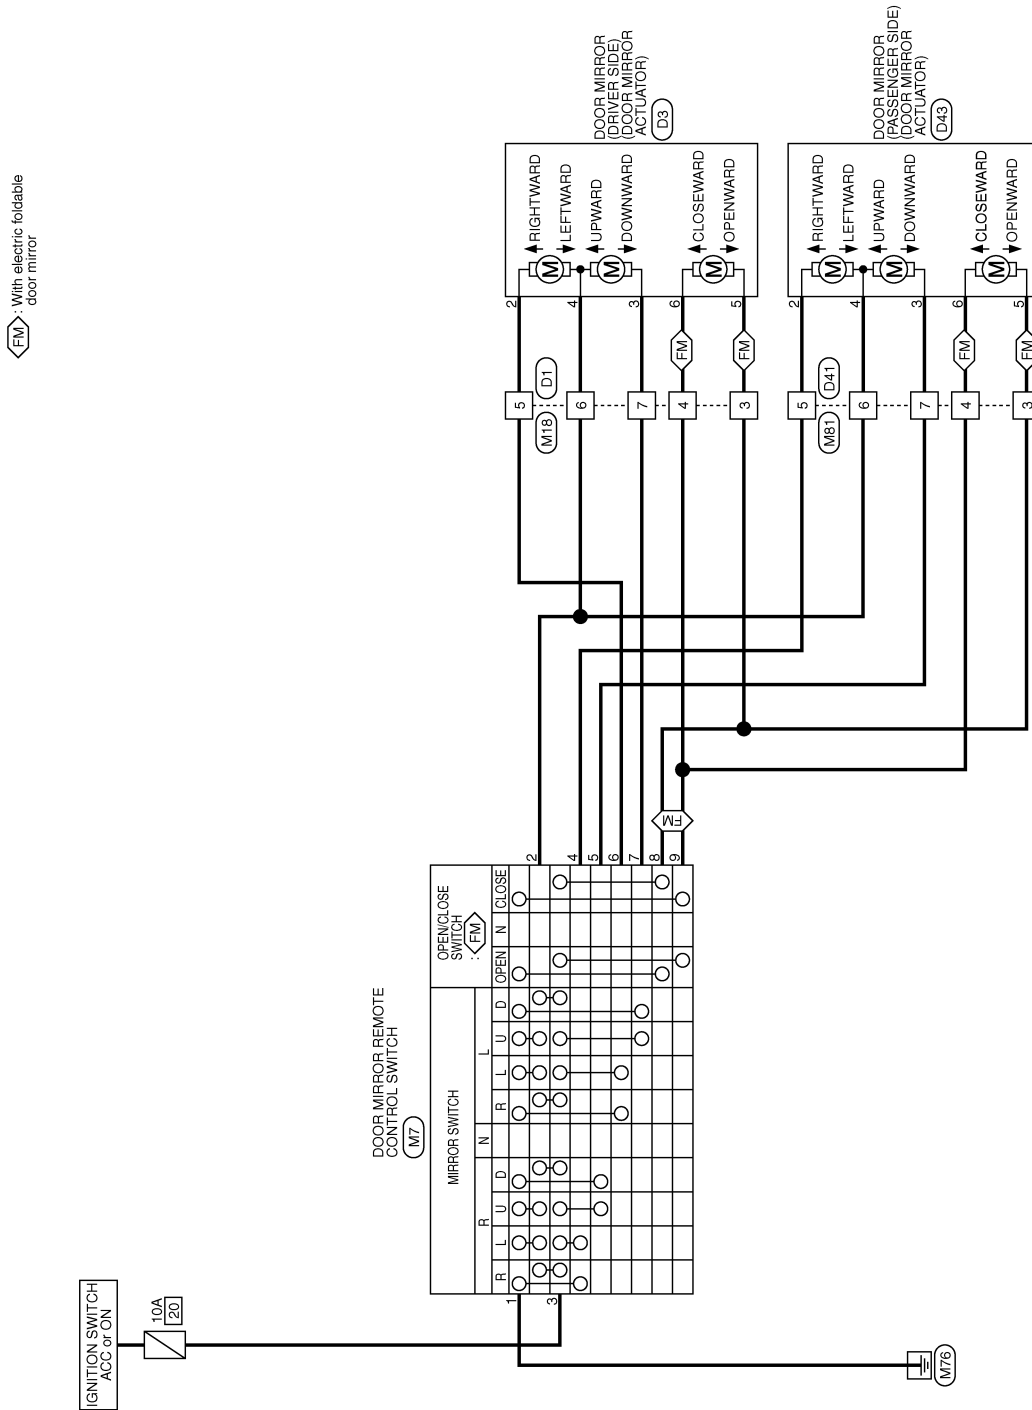 FM : With electric foldable
door mirror
IGNITION SWITCH
ACC or ON
10A
20
M76
DOOR MIRROR REMOTE
CONTROL SWITCH
M7
MIRROR SWITCH
OPEN/CLOSE
SWITCH
: FM
R
N
L
R
L
U
D
R
L
U
D
OPEN
N
CLOSE
1
3
2
4
5
6
7
8
9
FM
M18
D1
5
6
7
4
3
FM
FM
2
4
3
6
5
M
M
M
RIGHTWARD
LEFTWARD
UPWARD
DOWNWARD
CLOSEWARD
OPENWARD
DOOR MIRROR
(DRIVER SIDE)
(DOOR MIRROR
ACTUATOR)
D3
M81
D41
5
6
7
4
3
FM
FM
2
4
3
6
5
M
M
M
RIGHTWARD
LEFTWARD
UPWARD
DOWNWARD
CLOSEWARD
OPENWARD
DOOR MIRROR
(PASSENGER SIDE)
(DOOR MIRROR
ACTUATOR)
D43